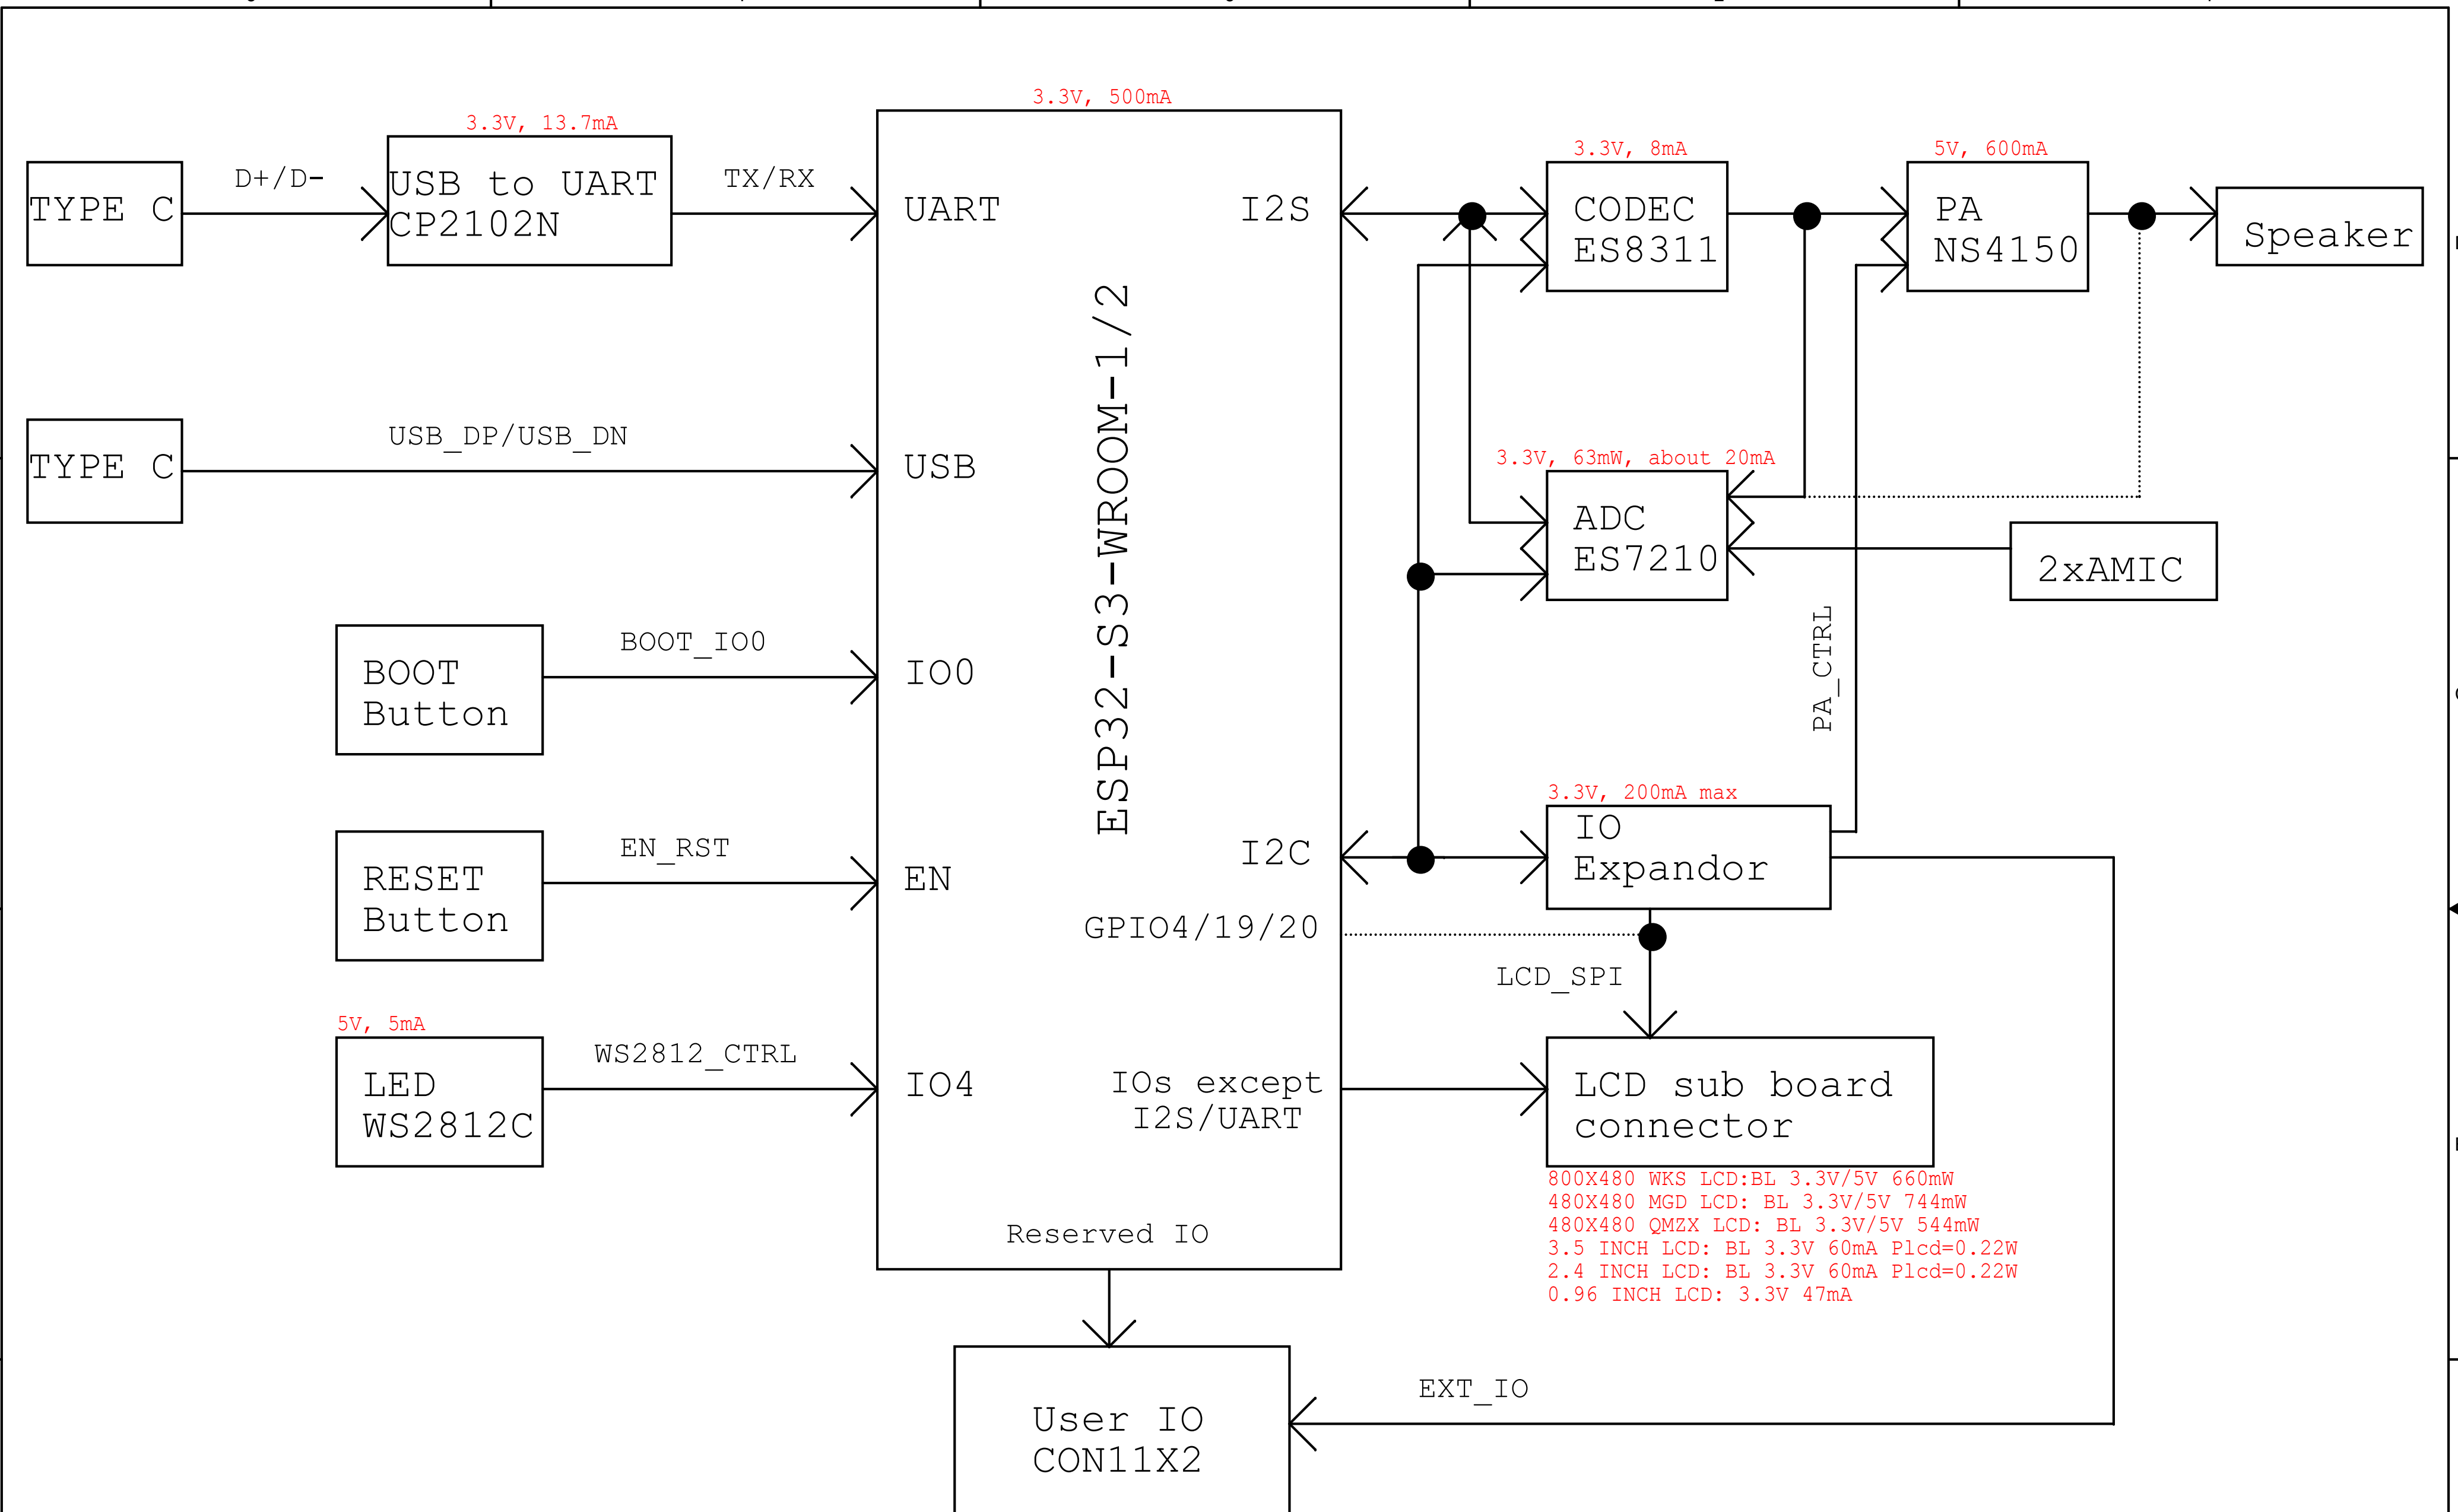 3.3V, 500mA
3.3V, 13.7mA
TYPE C
D+/D-
USB to UART
CP2102N
TX/RX
UART
I2S
3.3V, 8mA
CODEC
ES8311
5V, 600mA
PA
NS4150
Speaker
TYPE C
USB_DP/USB_DN
USB
ESP32-S3-WROOM-1/2
3.3V, 63mW, about 20mA
ADC
ES7210
2xAMIC
PA_CTRL
BOOT
Button
BOOT_IO0
IO0
RESET
Button
EN_RST
EN
I2C
3.3V, 200mA max
IO
Expandor
GPIO4/19/20
LCD_SPI
5V, 5mA
LED
WS2812C
WS2812_CTRL
IO4
IOs except
I2S/UART
LCD sub board
connector
800X480 WKS LCD:BL 3.3V/5V 660mW
480X480 MGD LCD: BL 3.3V/5V 744mW
480X480 QMZX LCD: BL 3.3V/5V 544mW
3.5 INCH LCD: BL 3.3V 60mA Plcd=0.22W
2.4 INCH LCD: BL 3.3V 60mA Plcd=0.22W
0.96 INCH LCD: 3.3V 47mA
Reserved IO
EXT_IO
User IO
CON11X2